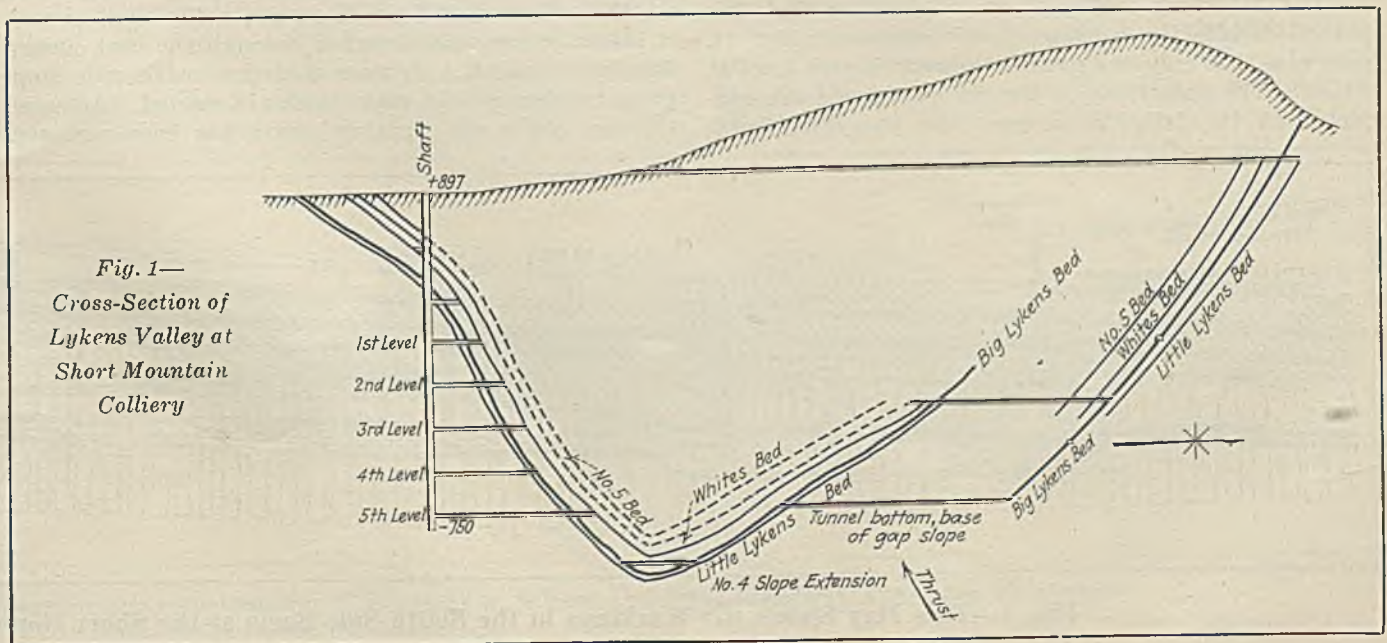 Fig. 1—
Cross-Section of
Lykens Valley at
Short Mountain
Colliery
Shaft
+897
1st Level
2nd Level
3rd Level
4th Level
5th Level
-750
No. 5 Bed
Whites Bed
Little Lykens Bed
Big Lykens Bed
No. 5 Bed
Whites Bed
Little Lykens Bed
Big Lykens Bed
Tunnel bottom, base
of gap slope
No. 4 Slope Extension
Thrust